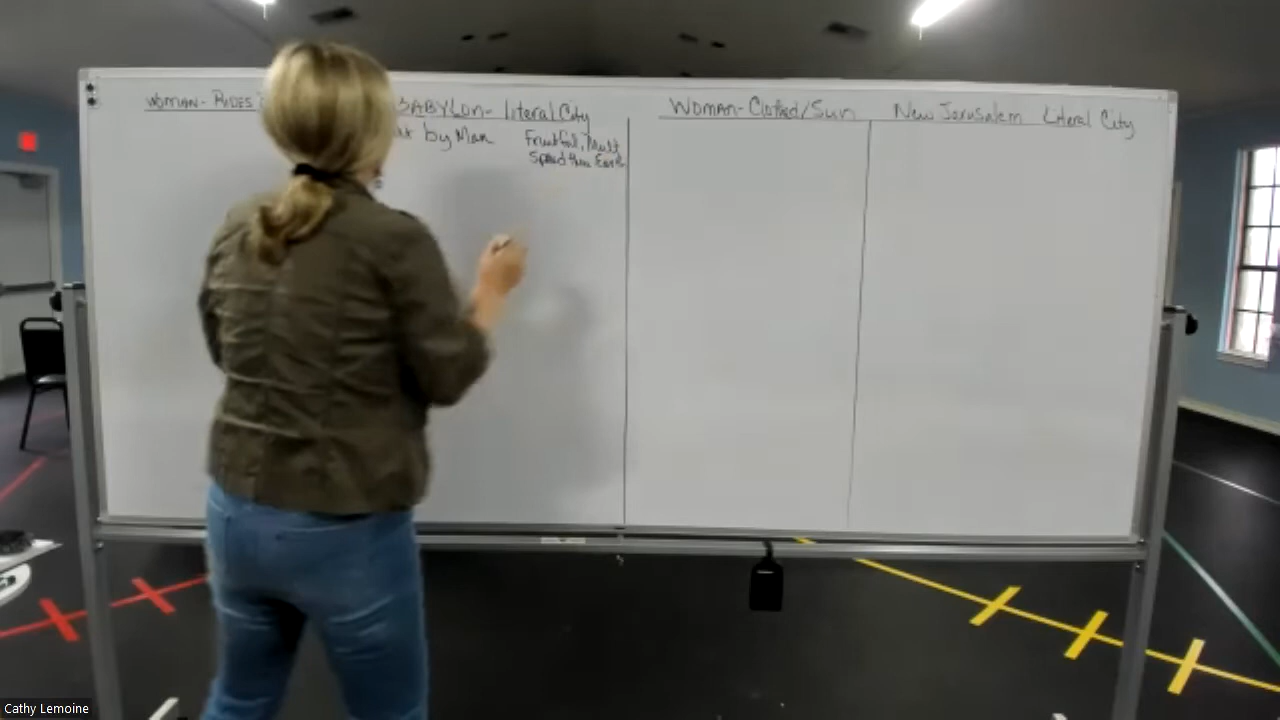 WOMAN- RIDES
BABYLON- literal City
by Man
Fruitful, Mult
Spread thru Earth
WOMAN- Clothed/Sun
New Jerusalem Literal City
Cathy Lemoine